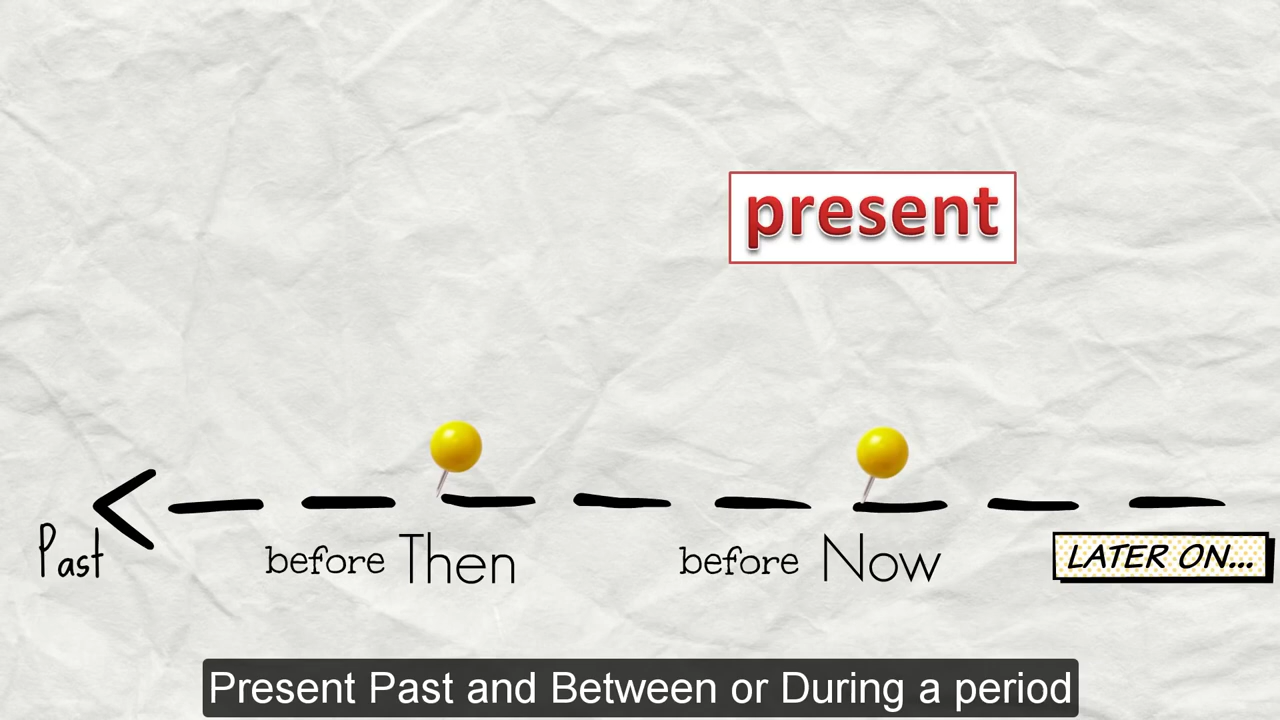 present
Past
before Then
before Now
LATER ON...
Present Past and Between or During a period